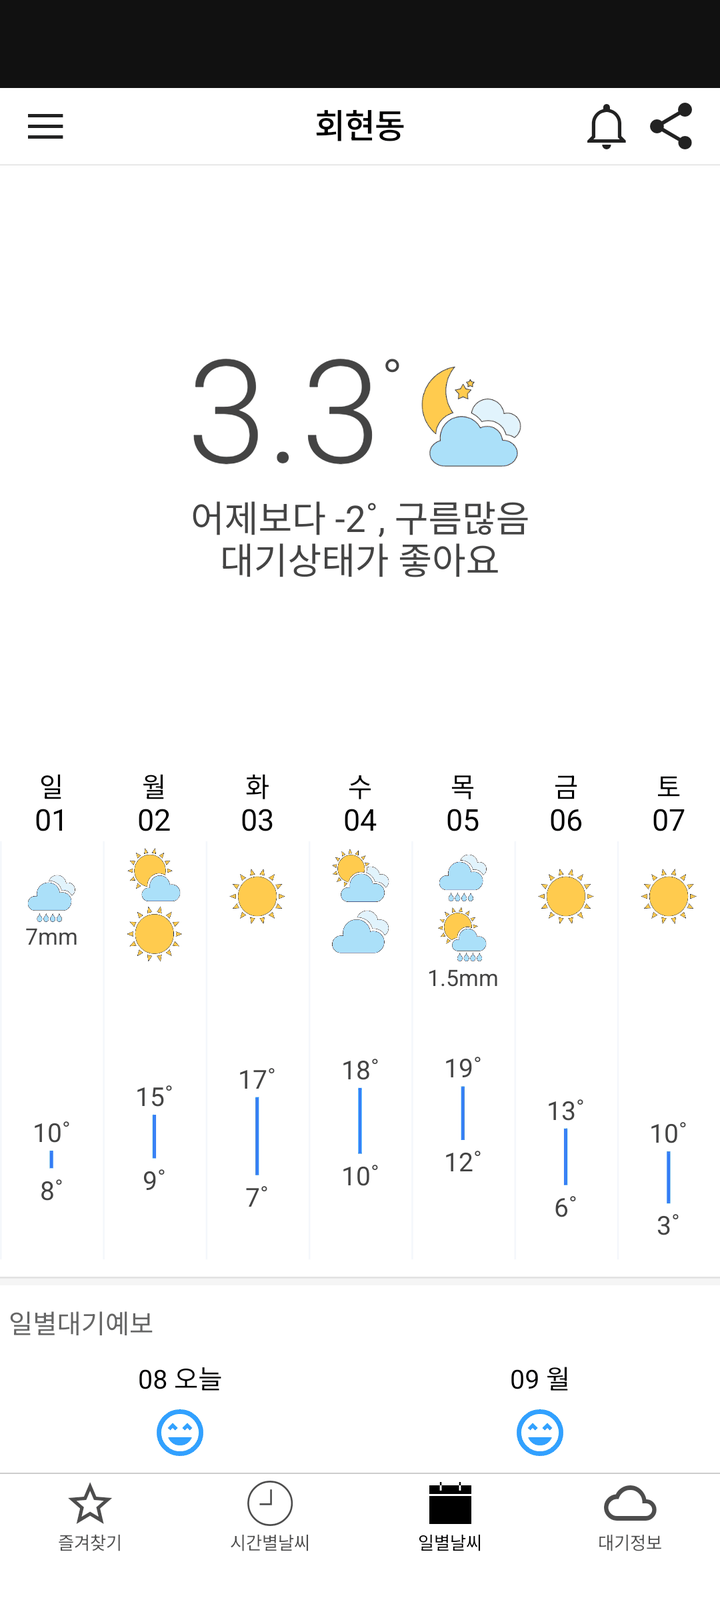 회현동
3.3°
어제보다 -2°, 구름많음
대기상태가 좋아요
일 월 화 수 목 금 토
01 02 03 04 05 06 07
7mm
1.5mm
10° 15° 17° 18° 19° 13° 10°
8° 9° 7° 10° 12° 6° 3°
일별대기예보
08 오늘 09 월
즐겨찾기 시간별날씨 일별날씨 대기정보